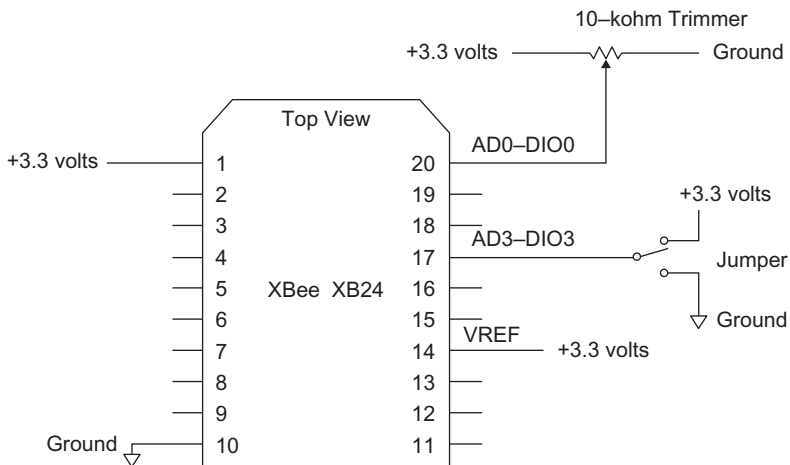 10–kohm Trimmer
+3.3 volts
Ground
Top View
AD0–DIO0
+3.3 volts
1
20
2
19
+3.3 volts
3
18
AD3–DIO3
4
17
Jumper
5
XBee XB24
16
6
15
Ground
VREF
7
14
+3.3 volts
8
13
9
12
Ground
10
11